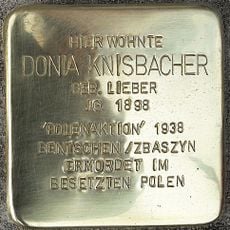 HIER WOHNTE
DONIA KNISBACHER
GEB. LIEBER
JG. 1898
'POLENAKTION' 1938
BENTSCHEN/ZBASZYN
ERMORDET IM
BESETZTEN POLEN